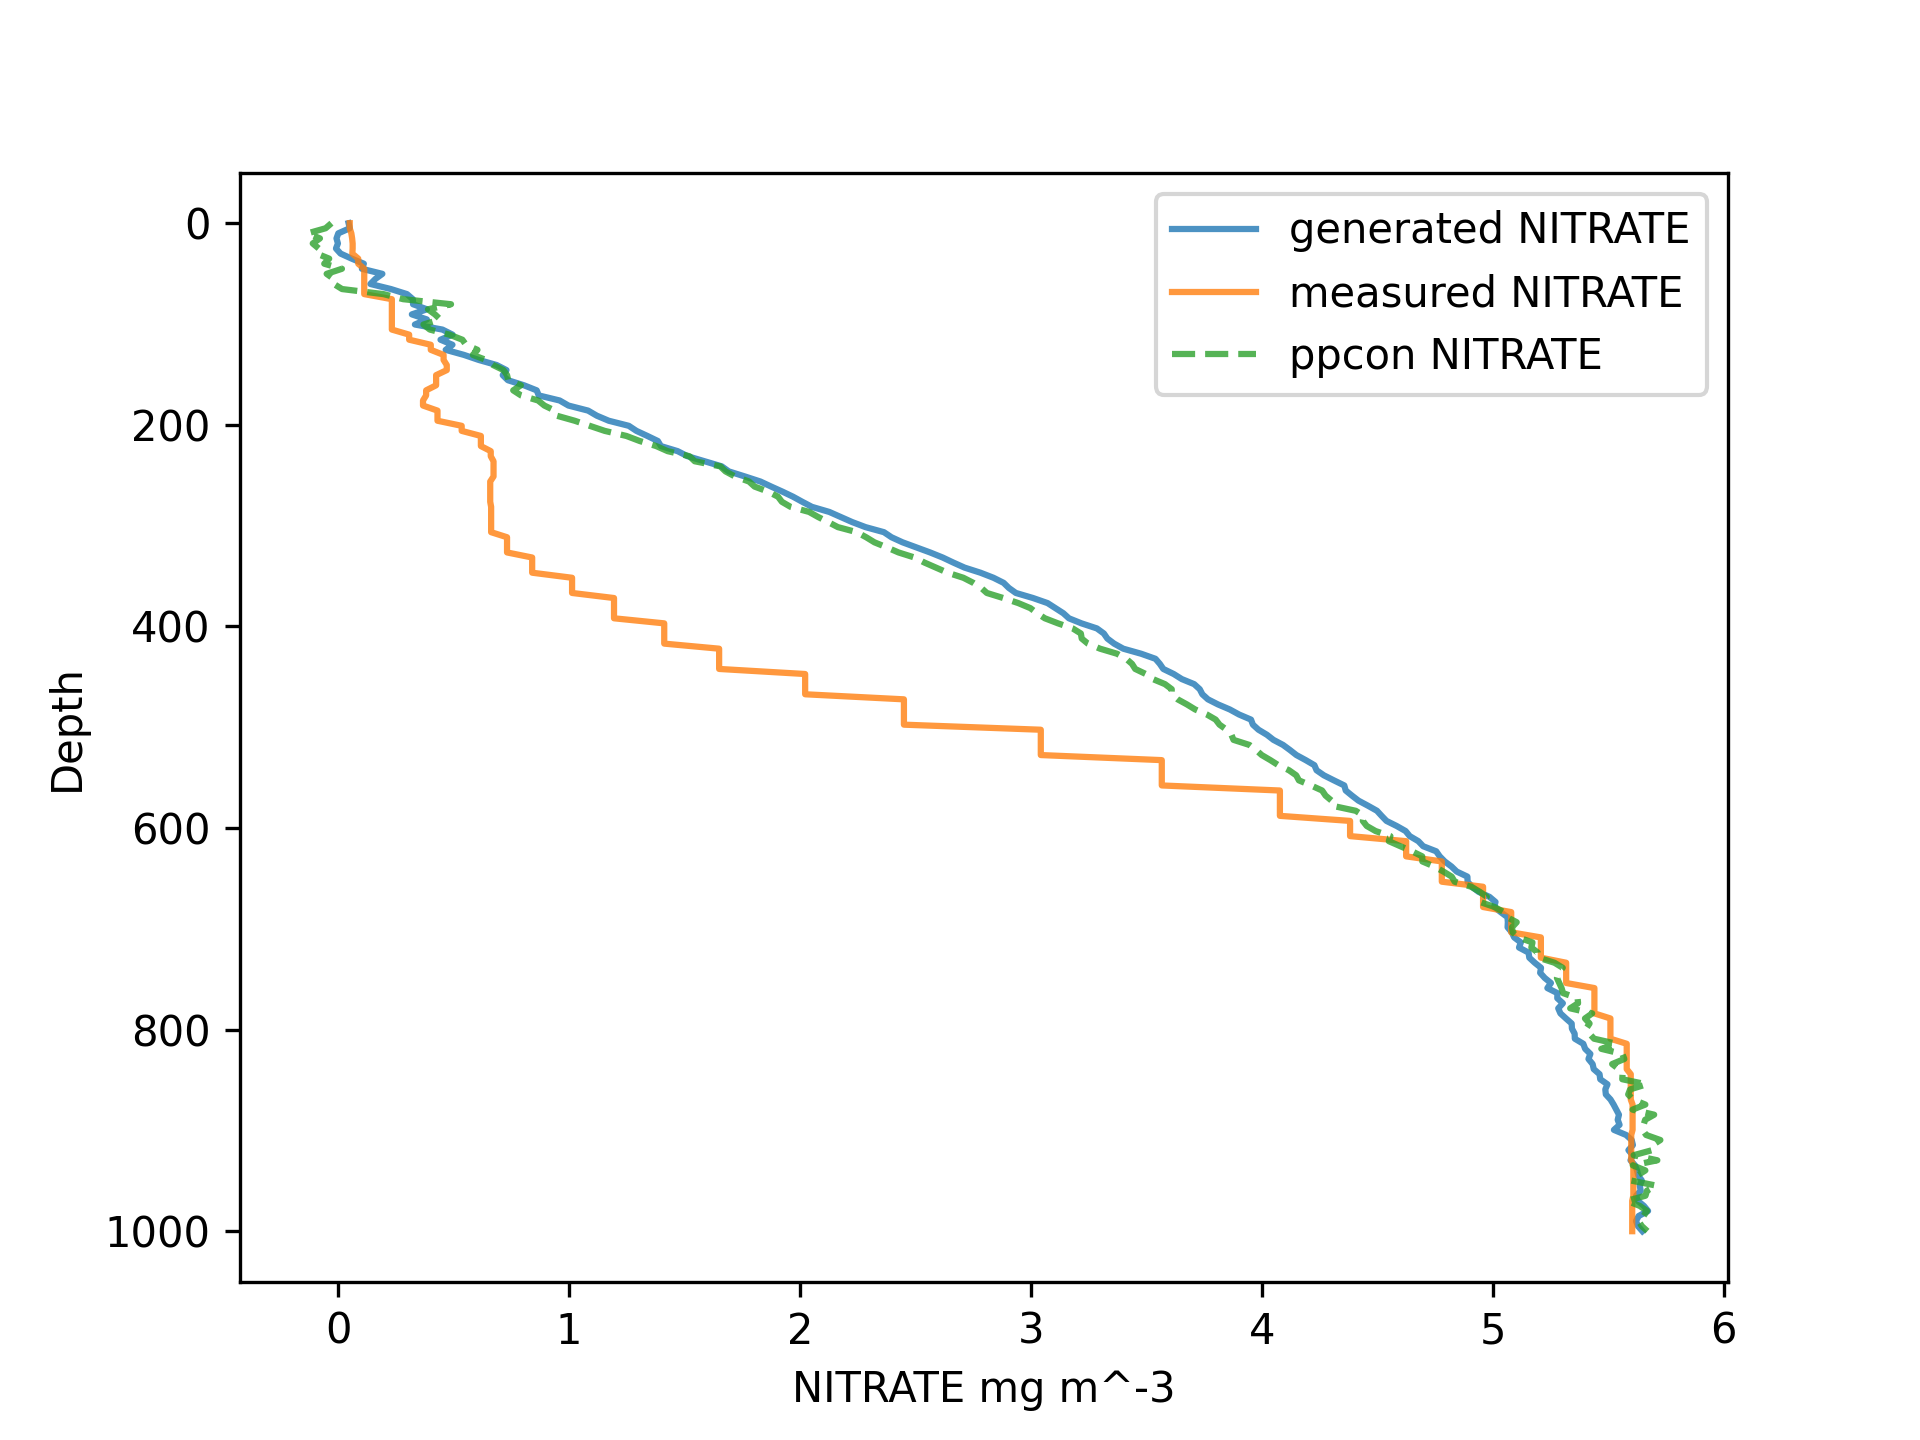 generated NITRATE
measured NITRATE
ppcon NITRATE
0
200
400
600
800
1000
Depth
0 1 2 3 4 5 6
NITRATE mg m^-3